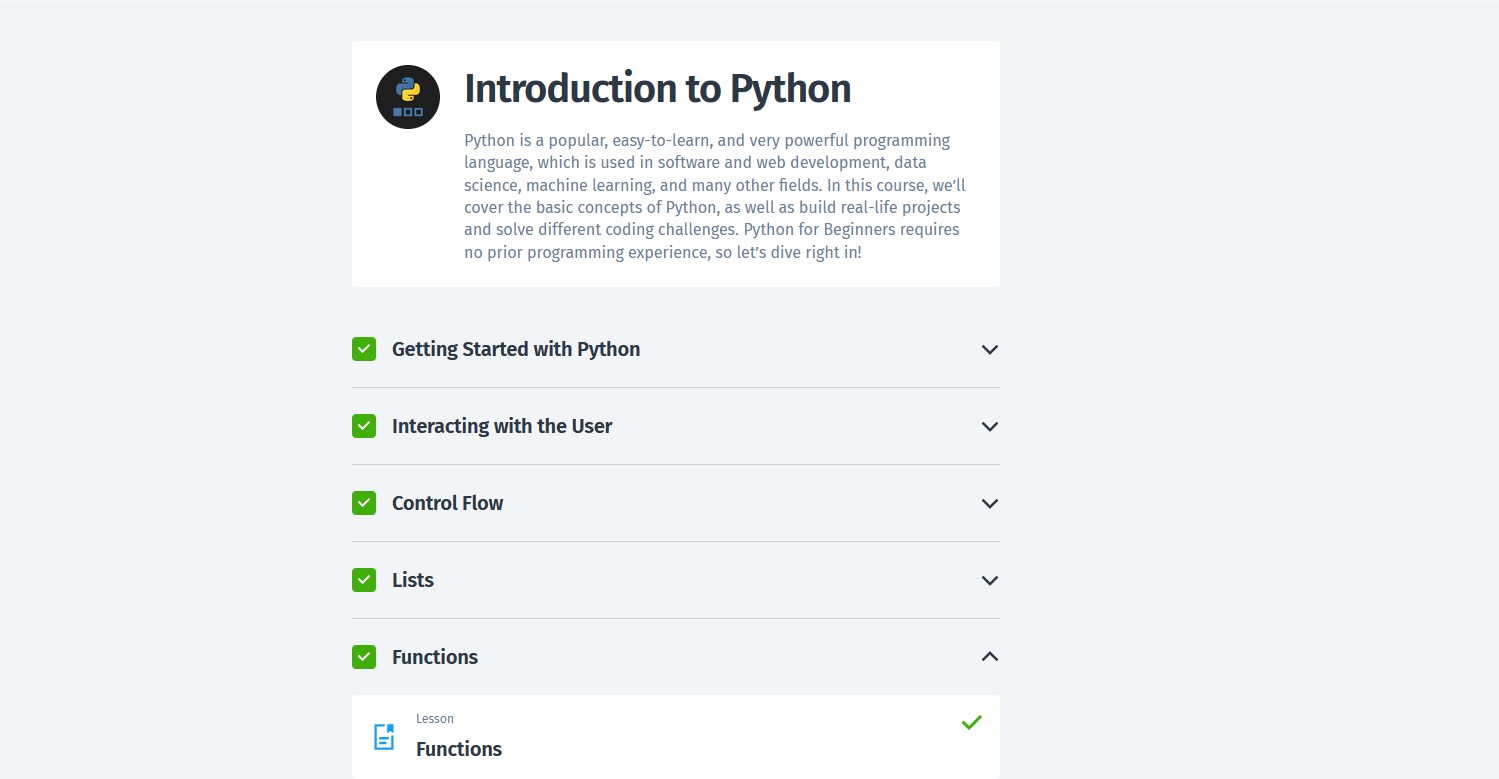 Introduction to Python
Python is a popular, easy-to-learn, and very powerful programming
language, which is used in software and web development, data
science, machine learning, and many other fields. In this course, we’ll
cover the basic concepts of Python, as well as build real-life projects
and solve different coding challenges. Python for Beginners requires
no prior programming experience, so let’s dive right in!
Getting Started with Python
Interacting with the User
Control Flow
Lists
Functions
Lesson
Functions